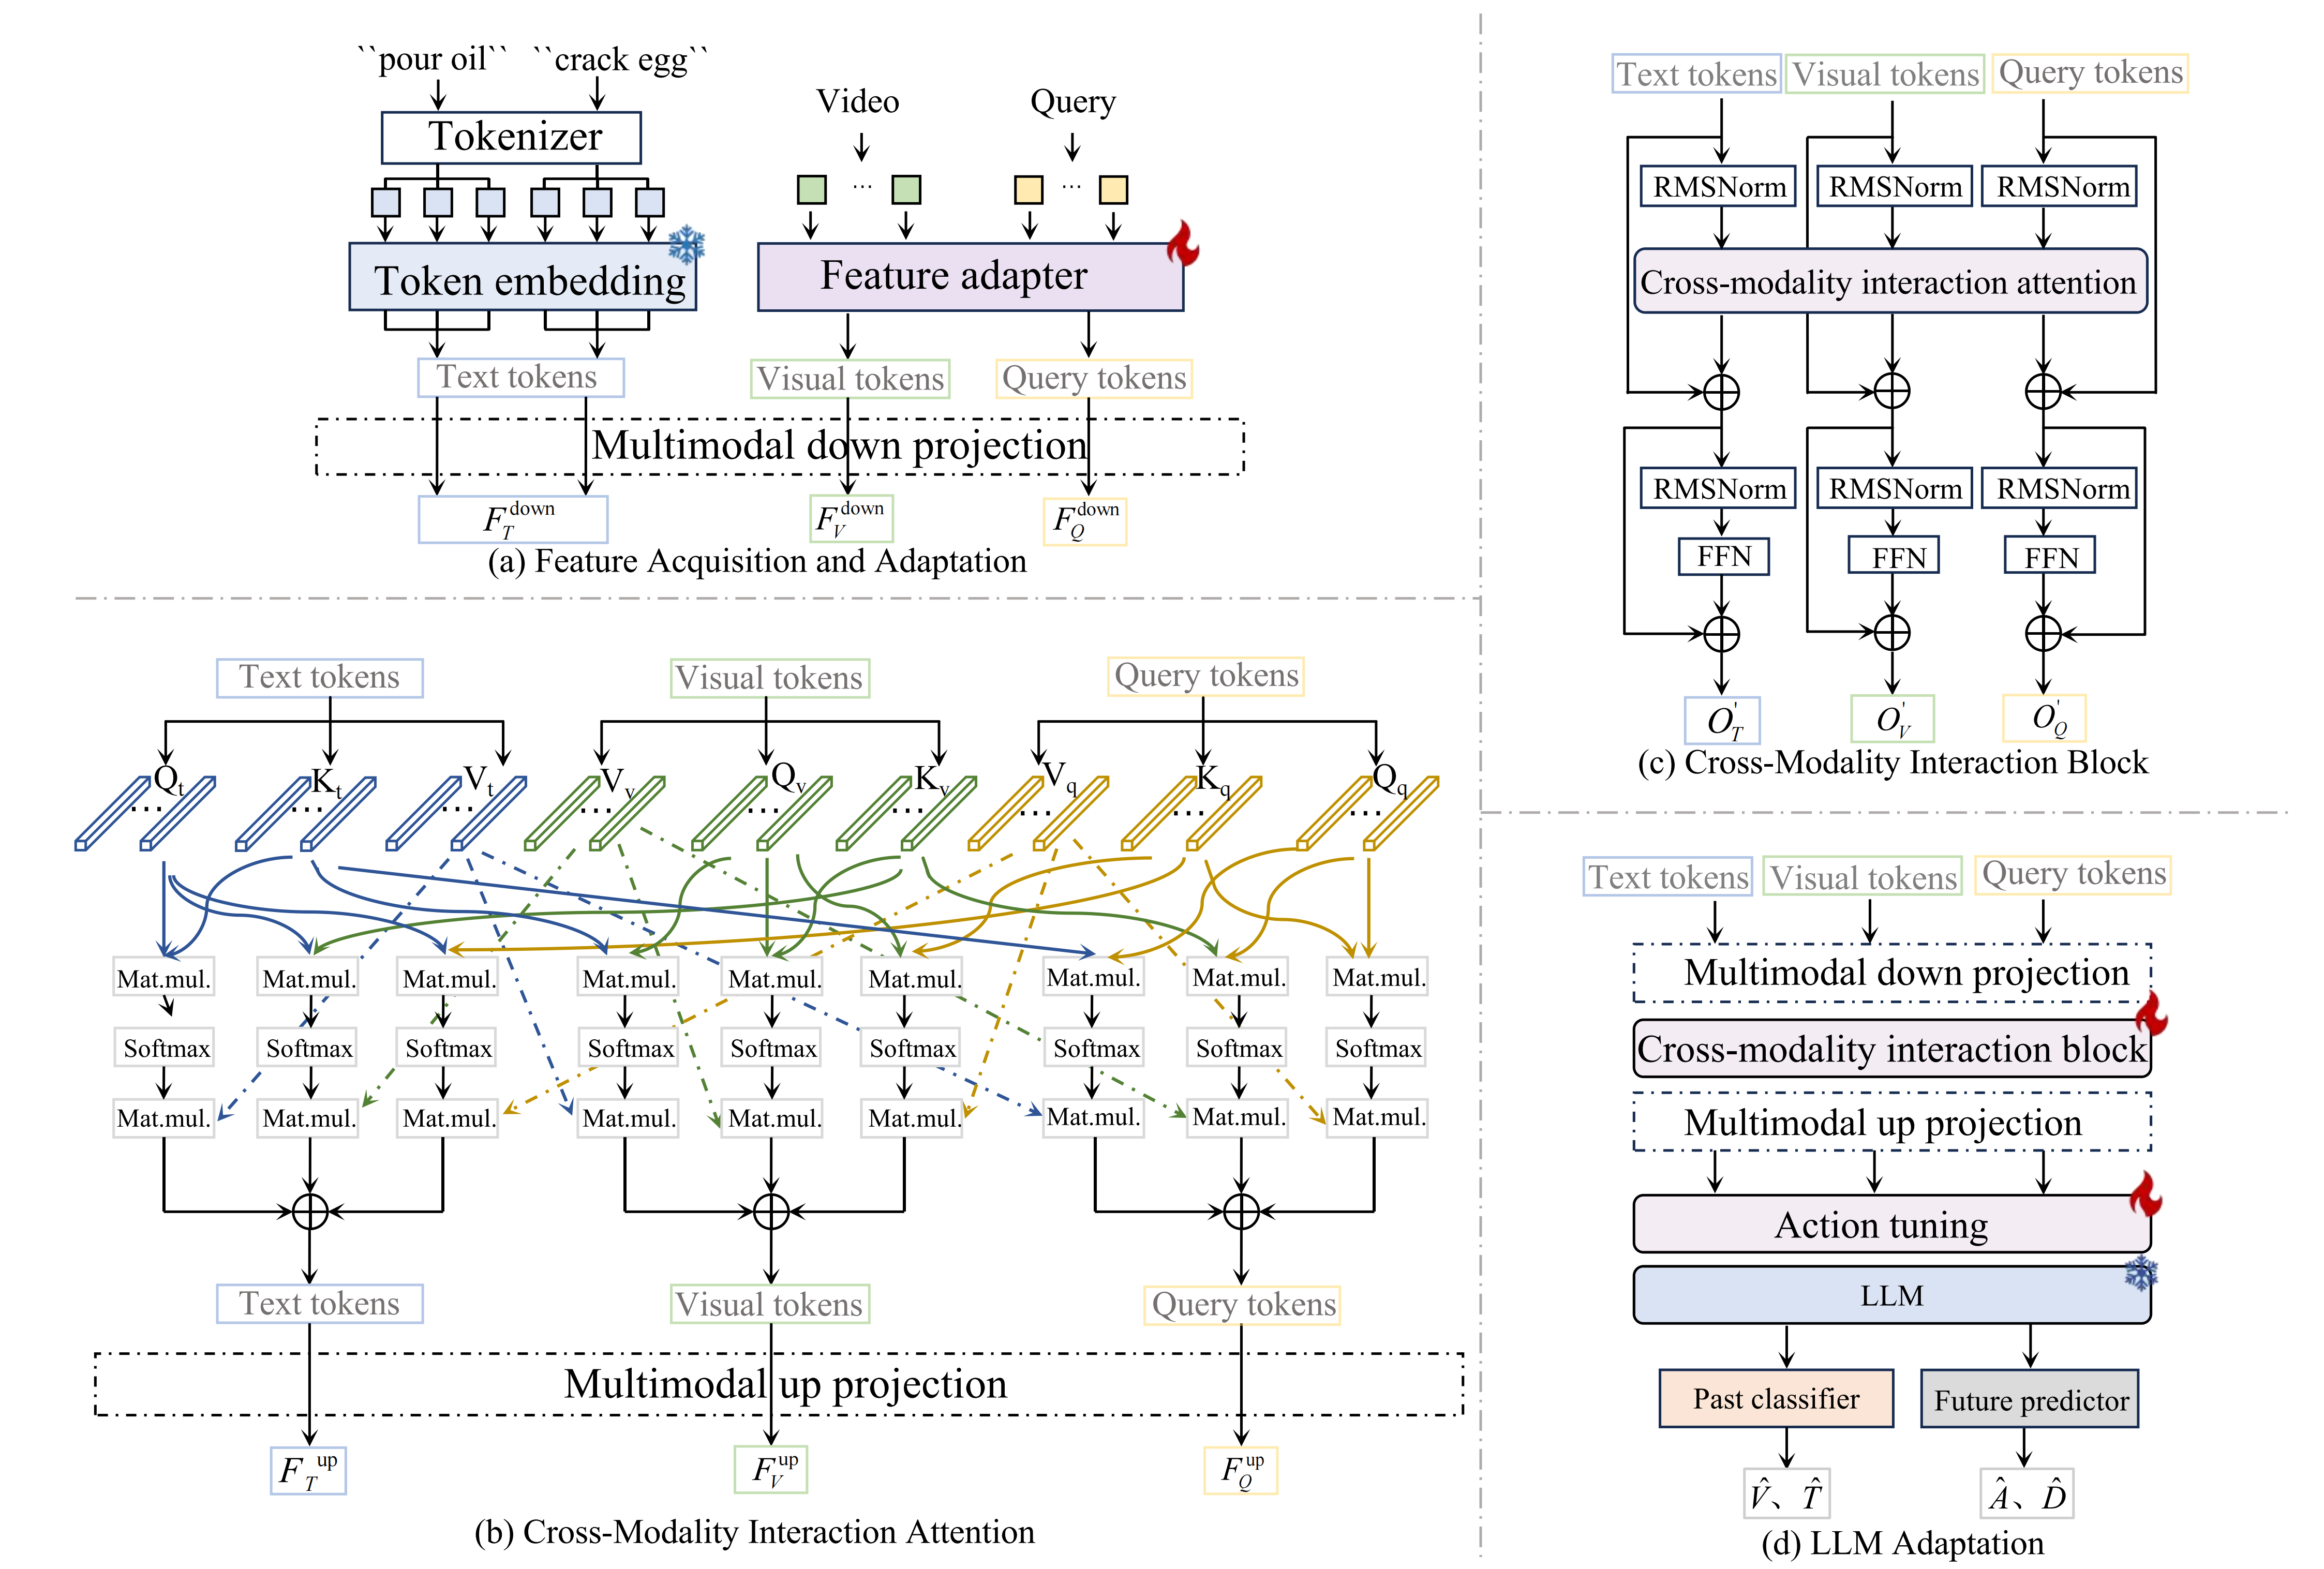 ``pour oil`` ``crack egg``
Tokenizer
Video
Query
... ...
Token embedding
Feature adapter
Text tokens
Visual tokens
Query tokens
Multimodal down projection
F_T^down
F_V^down
F_Q^down
(a) Feature Acquisition and Adaptation
Text tokens
Visual tokens
Query tokens
Q_t K_t V_t V_v Q_v K_v V_q K_q Q_q
... ... ... ... ... ... ... ... ...
Mat.mul. Mat.mul. Mat.mul. Mat.mul. Mat.mul. Mat.mul. Mat.mul. Mat.mul. Mat.mul.
Softmax Softmax Softmax Softmax Softmax Softmax Softmax Softmax Softmax
Mat.mul. Mat.mul. Mat.mul. Mat.mul. Mat.mul. Mat.mul. Mat.mul. Mat.mul. Mat.mul.
Text tokens
Visual tokens
Query tokens
Multimodal up projection
F_T^up
F_V^up
F_Q^up
(b) Cross-Modality Interaction Attention
Text tokens
Visual tokens
Query tokens
RMSNorm RMSNorm RMSNorm
Cross-modality interaction attention
RMSNorm RMSNorm RMSNorm
FFN FFN FFN
O'_T
O'_V
O'_Q
(c) Cross-Modality Interaction Block
Text tokens
Visual tokens
Query tokens
Multimodal down projection
Cross-modality interaction block
Multimodal up projection
Action tuning
LLM
Past classifier
Future predictor
V̂、T̂
Â、D̂
(d) LLM Adaptation